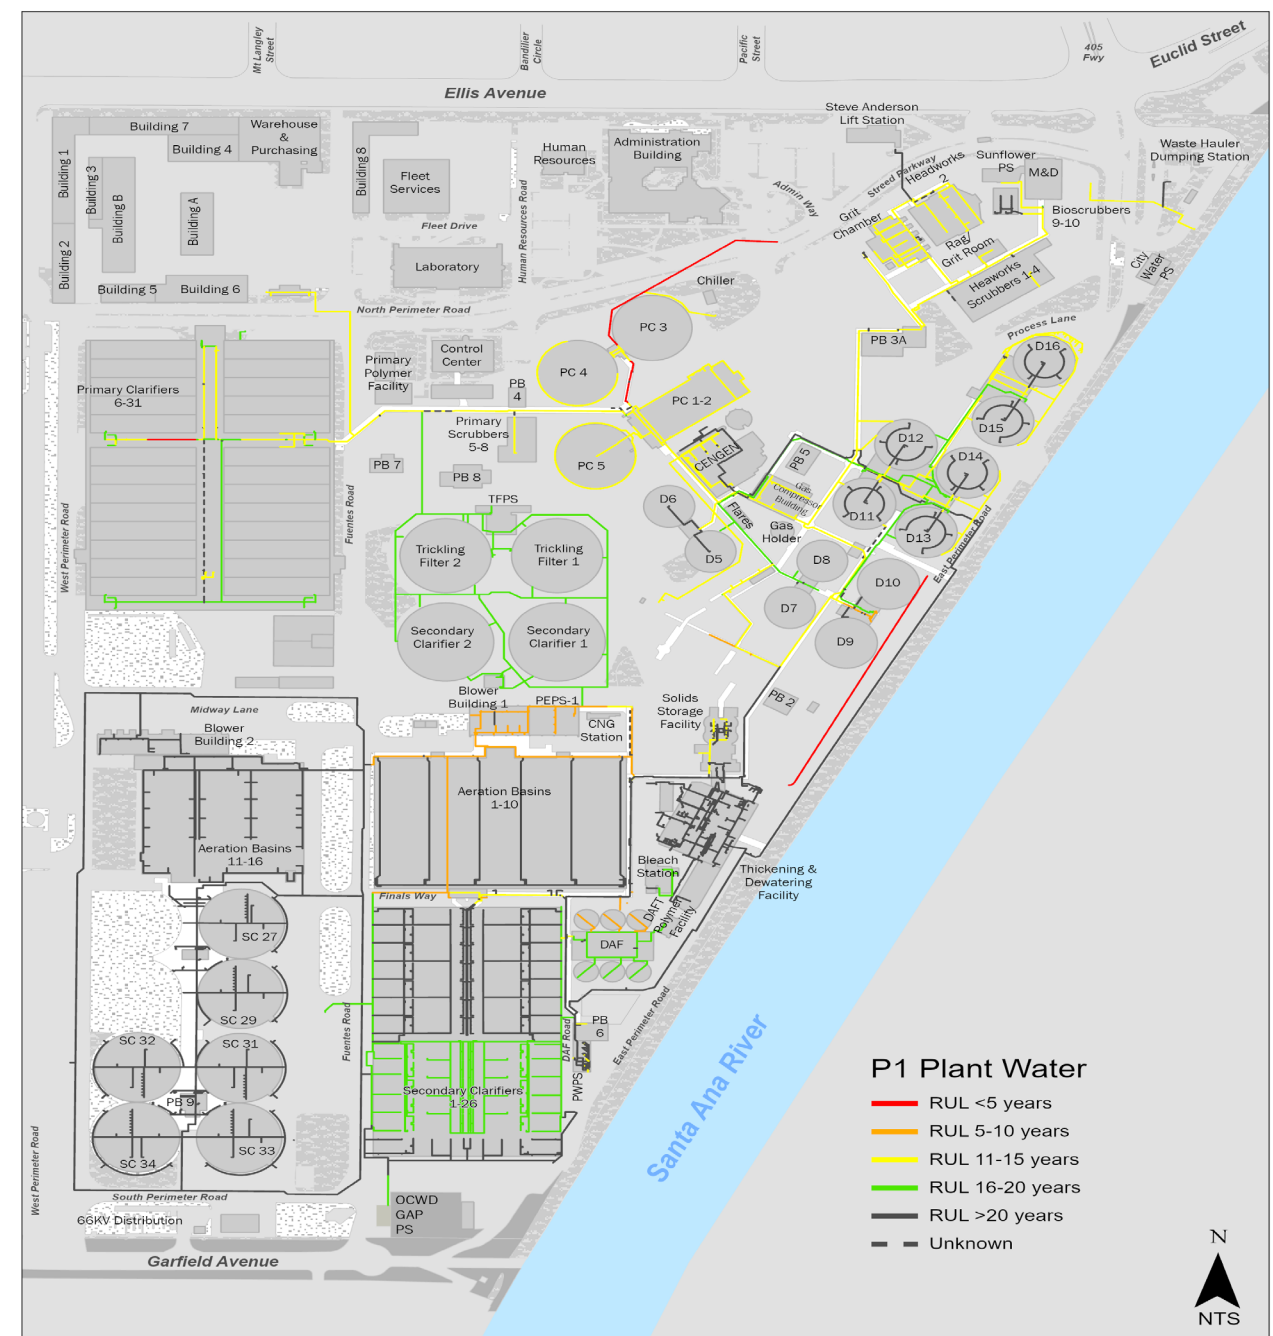 Mt Langley
Street
Bandilier
Circle
Pacific
Street
405
Fwy
Euclid Street
Ellis Avenue
Steve Anderson
Lift Station
Building 7
Building 4
Warehouse
&
Purchasing
Building 1
Building 3
Building B
Building A
Building 2
Building 5
Building 6
Building 8
Fleet
Services
Fleet Drive
Laboratory
Human Resources Road
Human
Resources
Administration
Building
Admin Way
Streed Parkway
Headworks
2
Sunflower
PS
M&D
Waste Hauler
Dumping Station
Bioscrubbers
9-10
Grit
Chamber
Rag/
Grit Room
Heaworks
Scrubbers 1-4
City
Water
PS
North Perimeter Road
Chiller
PC 3
Process Lane
PB 3A
D16
Primary
Polymer
Facility
Control
Center
PB
4
PC 4
PC 1-2
Primary Clarifiers
6-31
D15
Primary
Scrubbers
5-8
PC 5
CENGEN
PB 5
D12
D14
PB 7
PB 8
Gas
Compressor
Building
D11
D13
TFPS
D6
Flares
Gas
Holder
D5
D8
D10
East Perimeter Road
West Perimeter Road
Fuentes Road
Trickling
Filter 2
Trickling
Filter 1
D7
D9
Secondary
Clarifier 2
Secondary
Clarifier 1
Blower
Building 1
PEPS-1
CNG
Station
Solids
Storage
Facility
PB 2
Midway Lane
Blower
Building 2
Aeration Basins
1-10
Aeration Basins
11-16
Bleach
Station
Thickening &
Dewatering
Facility
Finals Way
DAFT
Polymer
Facility
DAF
SC 27
SC 29
SC 32
SC 31
PB 9
SC 34
SC 33
Fuentes Road
DAF Road
PB
6
PWPS
East Perimeter Road
Secondary Clarifiers
1-26
Santa Ana River
West Perimeter Road
South Perimeter Road
66KV Distribution
OCWD
GAP
PS
Garfield Avenue
P1 Plant Water
RUL <5 years
RUL 5-10 years
RUL 11-15 years
RUL 16-20 years
RUL >20 years
Unknown
N
NTS